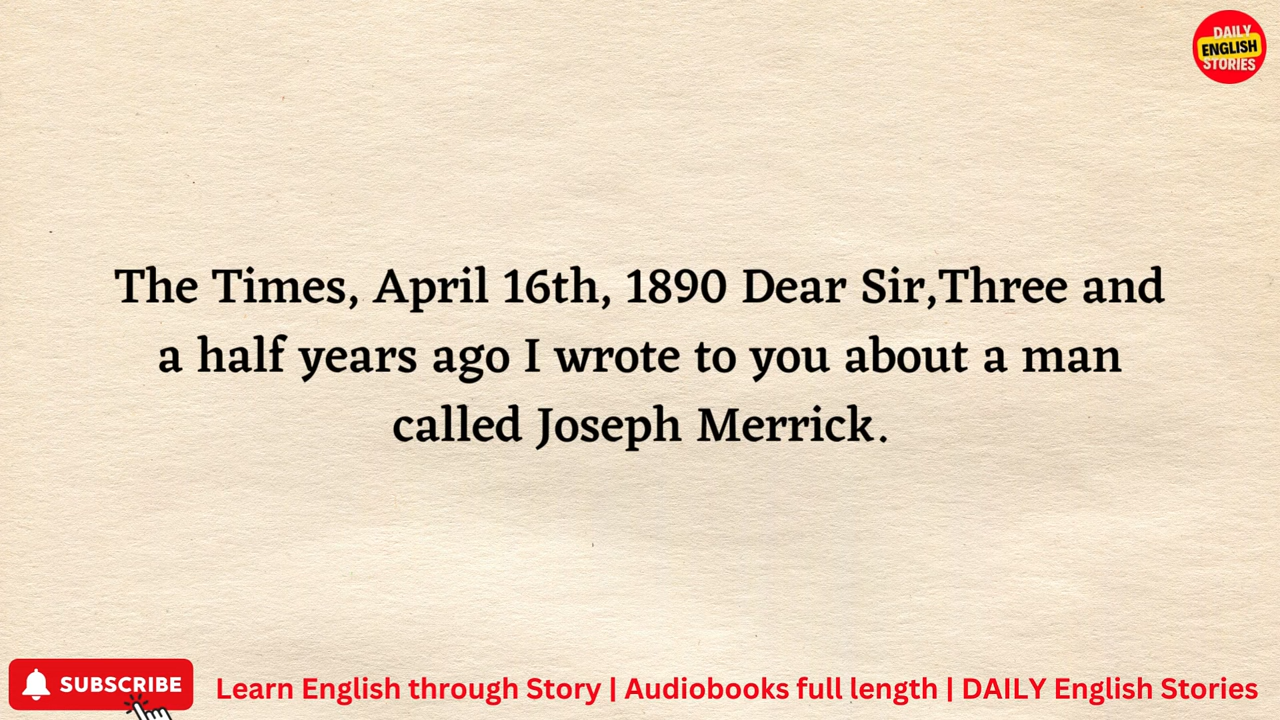 DAILY
ENGLISH
STORIES
The Times, April 16th, 1890 Dear Sir,Three and
a half years ago I wrote to you about a man
called Joseph Merrick.
SUBSCRIBE
Learn English through Story | Audiobooks full length | DAILY English Stories